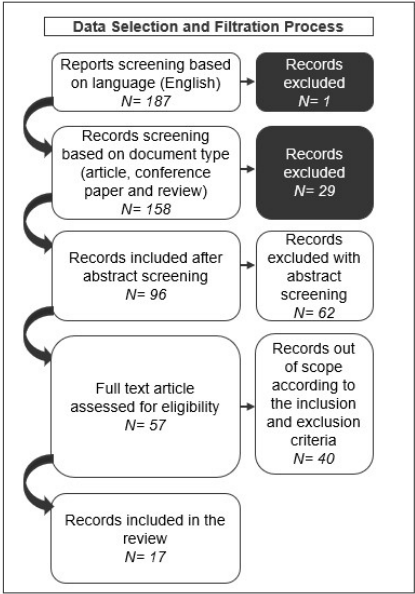 Data Selection and Filtration Process
Reports screening based
on language (English)
N= 187
Records
excluded
N= 1
Records screening
based on document type
(article, conference
paper and review)
N= 158
Records
excluded
N= 29
Records included after
abstract screening
N= 96
Records
excluded with
abstract
screening
N= 62
Full text article
assessed for eligibility
N= 57
Records out
of scope
according to
the inclusion
and exclusion
criteria
N= 40
Records included in the
review
N= 17